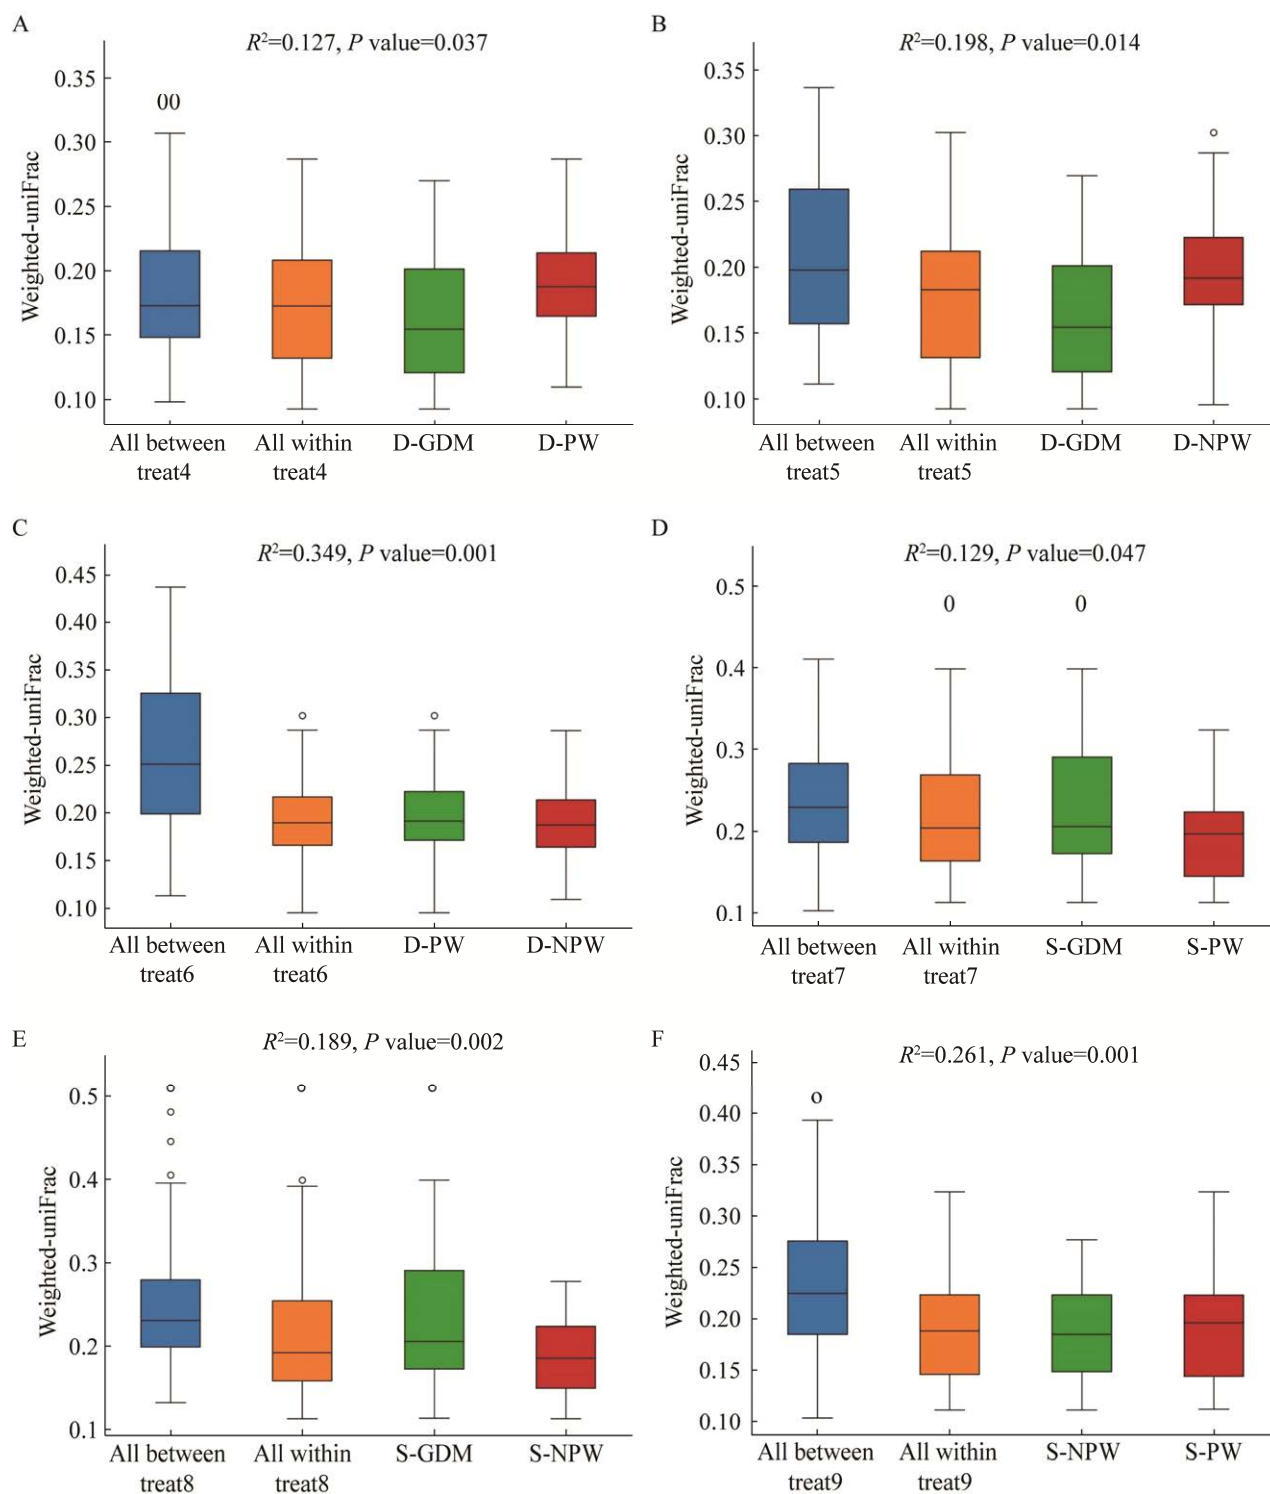 A
R²=0.127, P value=0.037
Weighted-uniFrac
0.35
0.30
0.25
0.20
0.15
0.10
All between treat4
All within treat4
D-GDM
D-PW
B
R²=0.198, P value=0.014
Weighted-uniFrac
0.35
0.30
0.25
0.20
0.15
0.10
All between treat5
All within treat5
D-GDM
D-NPW
C
R²=0.349, P value=0.001
Weighted-uniFrac
0.45
0.40
0.35
0.30
0.25
0.20
0.15
0.10
All between treat6
All within treat6
D-PW
D-NPW
D
R²=0.129, P value=0.047
Weighted-uniFrac
0.5
0.4
0.3
0.2
0.1
All between treat7
All within treat7
S-GDM
S-PW
E
R²=0.189, P value=0.002
Weighted-uniFrac
0.5
0.4
0.3
0.2
0.1
All between treat8
All within treat8
S-GDM
S-NPW
F
R²=0.261, P value=0.001
Weighted-uniFrac
0.45
0.40
0.35
0.30
0.25
0.20
0.15
0.10
All between treat9
All within treat9
S-NPW
S-PW